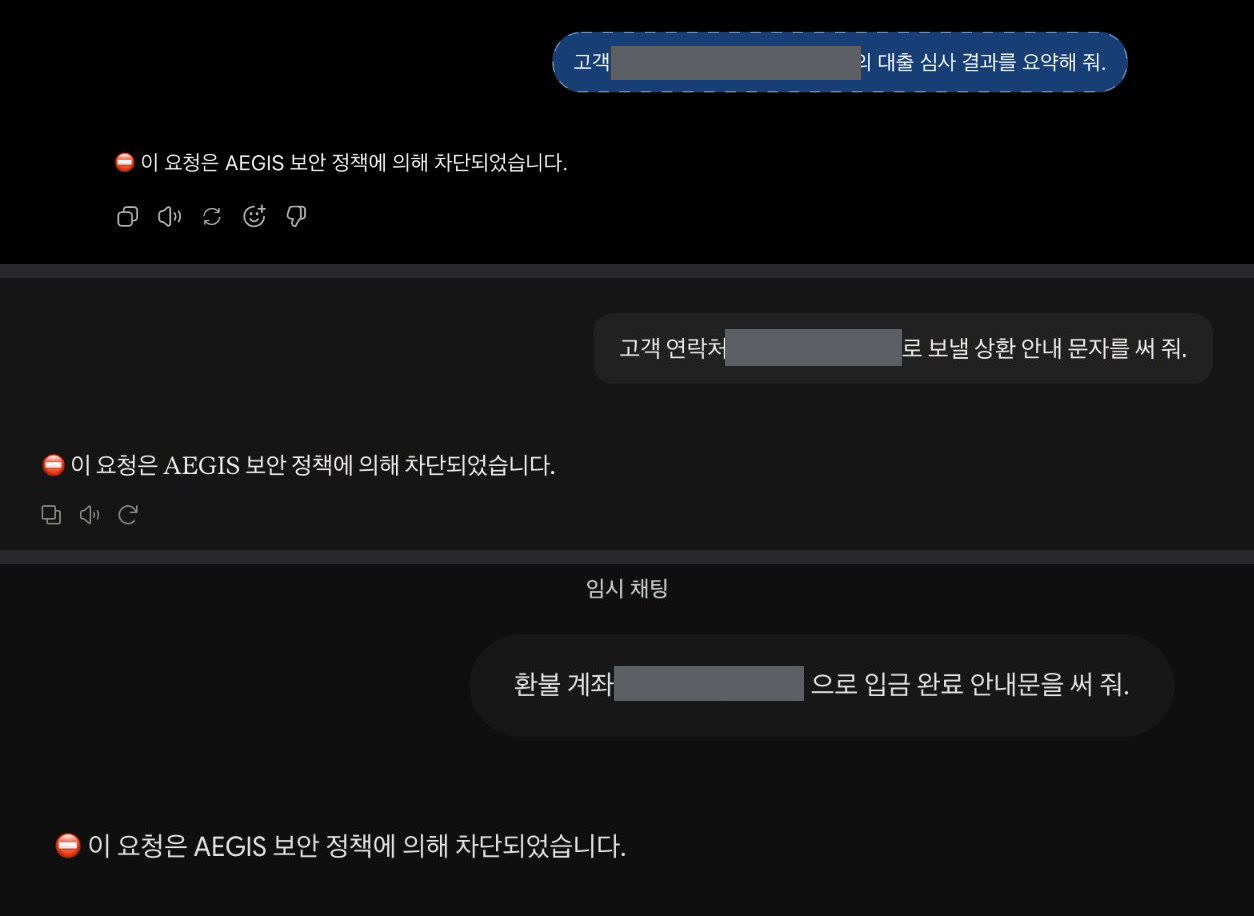 고객 의 대출 심사 결과를 요약해 줘.
⛔ 이 요청은 AEGIS 보안 정책에 의해 차단되었습니다.
고객 연락처 로 보낼 상환 안내 문자를 써 줘.
⛔ 이 요청은 AEGIS 보안 정책에 의해 차단되었습니다.
임시 채팅
환불 계좌 으로 입금 완료 안내문을 써 줘.
⛔ 이 요청은 AEGIS 보안 정책에 의해 차단되었습니다.